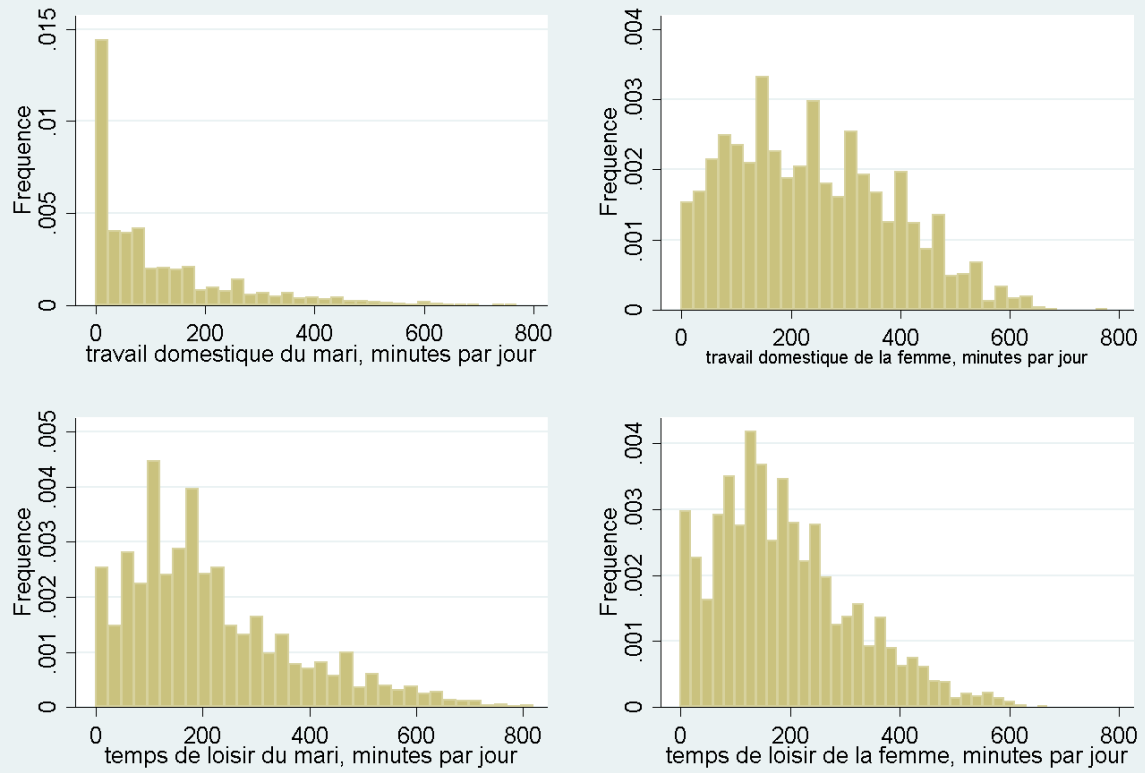 Frequence
0 .005 .01 .015
0 200 400 600 800
travail domestique du mari, minutes par jour
Frequence
0 .001 .002 .003 .004
0 200 400 600 800
travail domestique de la femme, minutes par jour
Frequence
0 .001 .002 .003 .004 .005
0 200 400 600 800
temps de loisir du mari, minutes par jour
Frequence
0 .001 .002 .003 .004
0 200 400 600 800
temps de loisir de la femme, minutes par jour